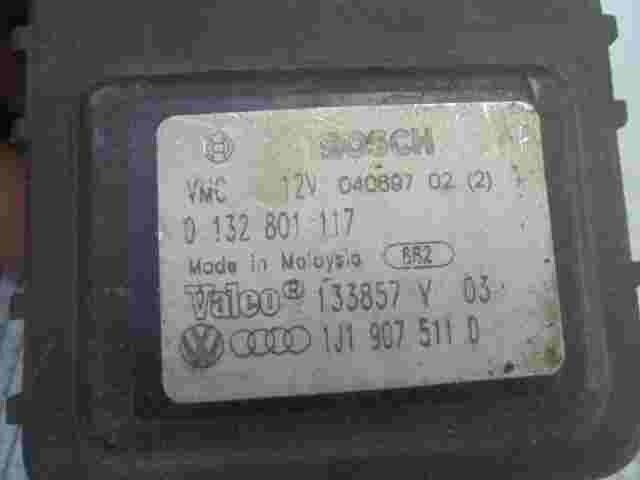 BOSCH
VMC 12V 040897 02 (2)
0 132 801 117
Made in Malaysia 882
Valeo® 133857 Y 03
1J1 907 511 D